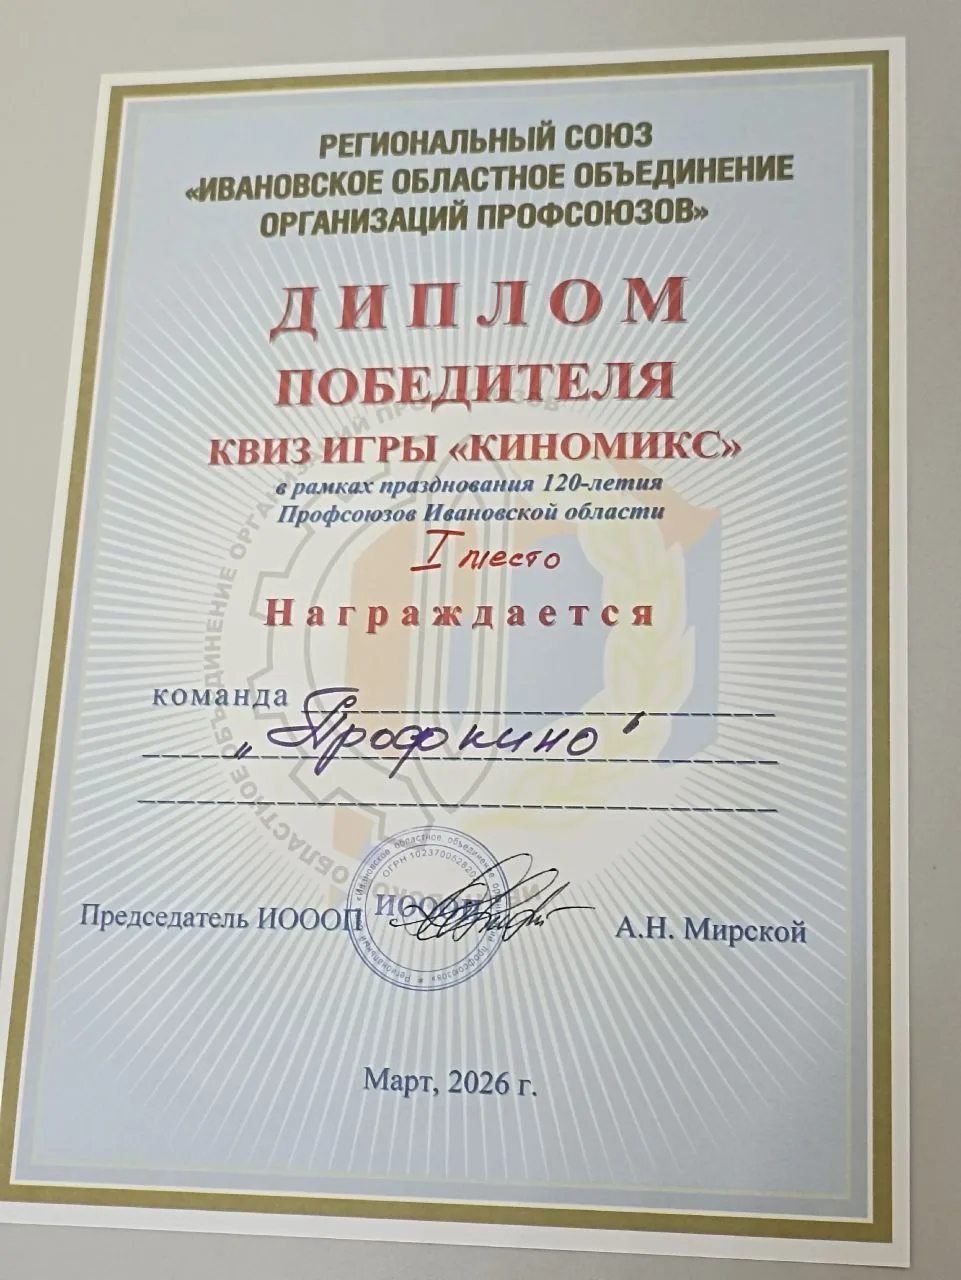 РЕГИОНАЛЬНЫЙ СОЮЗ
«ИВАНОВСКОЕ ОБЛАСТНОЕ ОБЪЕДИНЕНИЕ
ОРГАНИЗАЦИЙ ПРОФСОЮЗОВ»
ДИПЛОМ
ПОБЕДИТЕЛЯ
КВИЗ ИГРЫ «КИНОМИКС»
в рамках празднования 120-летия
Профсоюзов Ивановской области
I место
Награждается
команда
„Профкино"
Председатель ИОООП
ИОООП
А.Н. Мирской
Март, 2026 г.